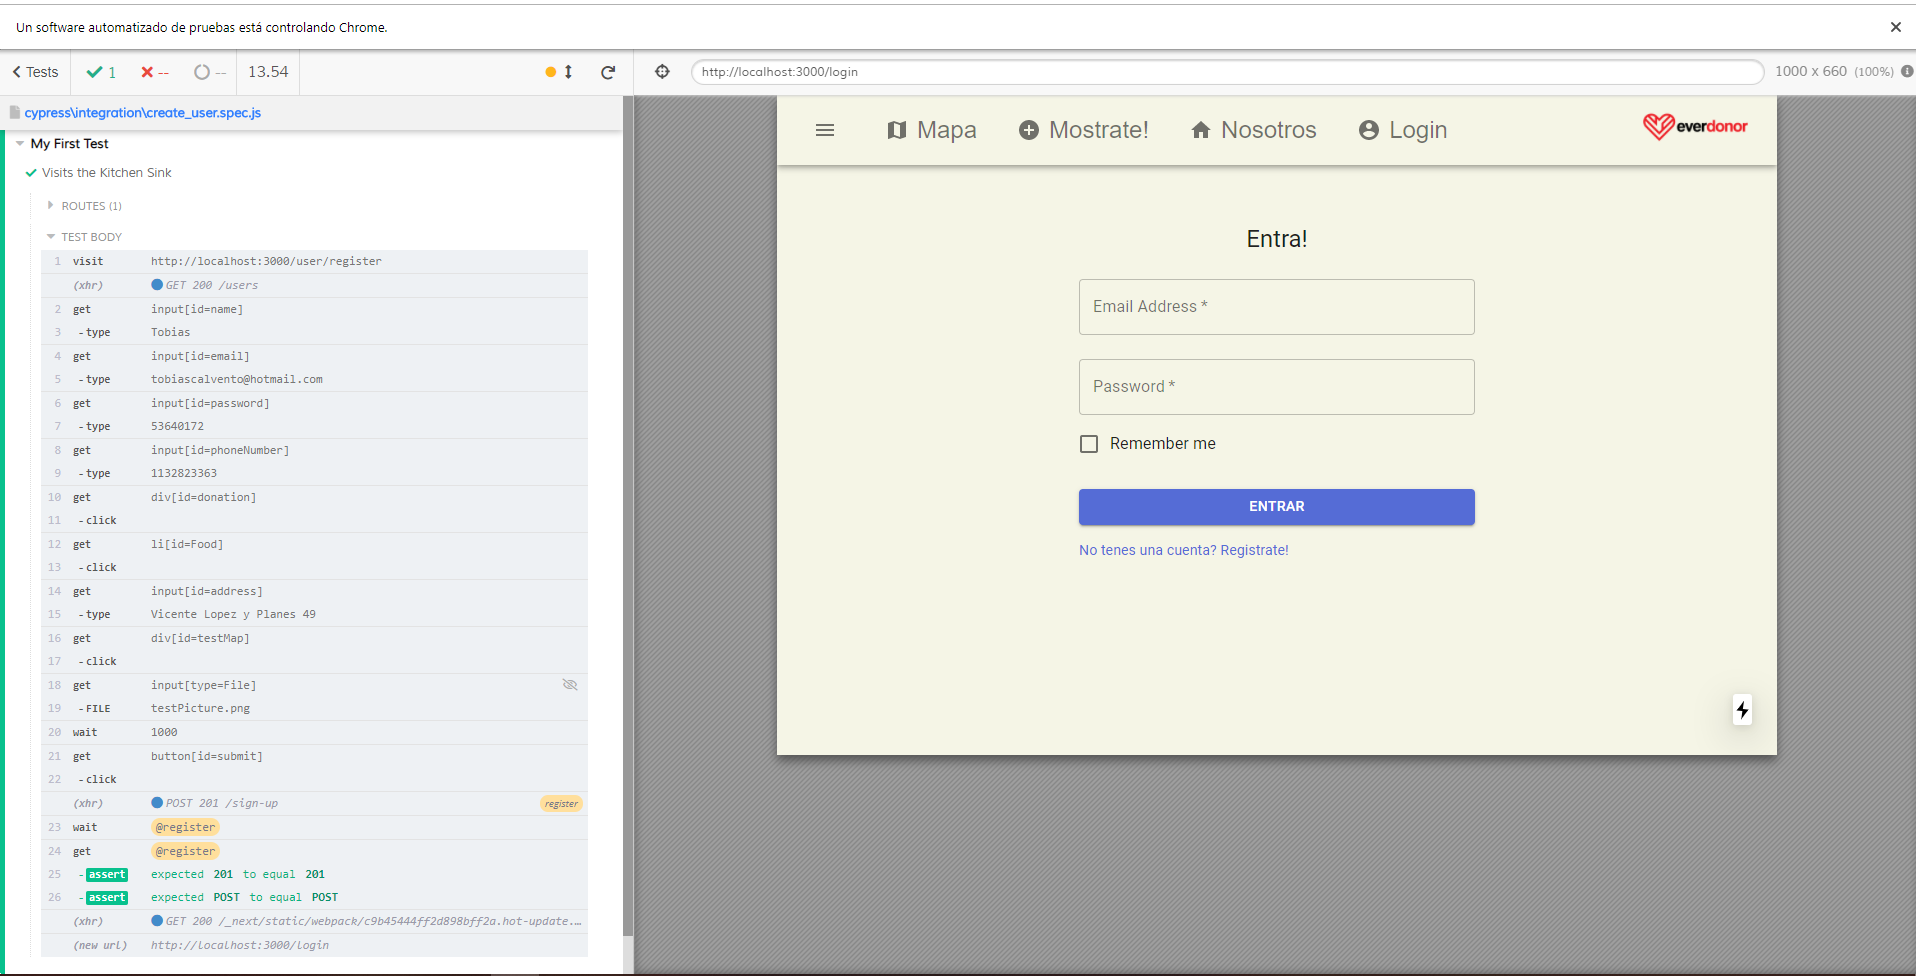 Un software automatizado de pruebas está controlando Chrome.
Tests 1 -- -- 13.54
http://localhost:3000/login 1000 x 660 (100%)
cypress\integration\create_user.spec.js
My First Test
Visits the Kitchen Sink
ROUTES (1)
TEST BODY
1 visit http://localhost:3000/user/register
(xhr) GET 200 /users
2 get input[id=name]
3 -type Tobias
4 get input[id=email]
5 -type tobiascalvento@hotmail.com
6 get input[id=password]
7 -type 53640172
8 get input[id=phoneNumber]
9 -type 1132823363
10 get div[id=donation]
11 -click
12 get li[id=Food]
13 -click
14 get input[id=address]
15 -type Vicente Lopez y Planes 49
16 get div[id=testMap]
17 -click
18 get input[type=File]
19 -FILE testPicture.png
20 wait 1000
21 get button[id=submit]
22 -click
(xhr) POST 201 /sign-up register
23 wait @register
24 get @register
25 -assert expected 201 to equal 201
26 -assert expected POST to equal POST
(xhr) GET 200 /_next/static/webpack/c9b45444ff2d898bff2a.hot-update.…
(new url) http://localhost:3000/login
Mapa Mostrate! Nosotros Login everdonor
Entra!
Email Address *
Password *
Remember me
ENTRAR
No tenes una cuenta? Registrate!